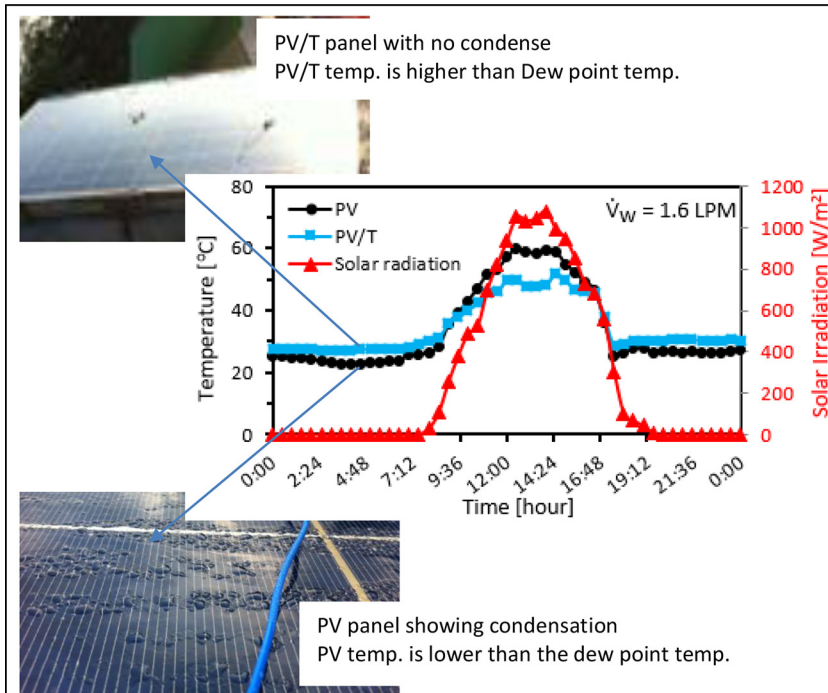 PV/T panel with no condense
PV/T temp. is higher than Dew point temp.
80
60
40
20
0
Temperature [°C]
PV
PV/T
Solar radiation
V̇w = 1.6 LPM
1200
1000
800
600
400
200
0
Solar Irradiation [W/m²]
0:00
2:24
4:48
7:12
9:36
12:00
14:24
16:48
19:12
21:36
0:00
Time [hour]
PV panel showing condensation
PV temp. is lower than the dew point temp.